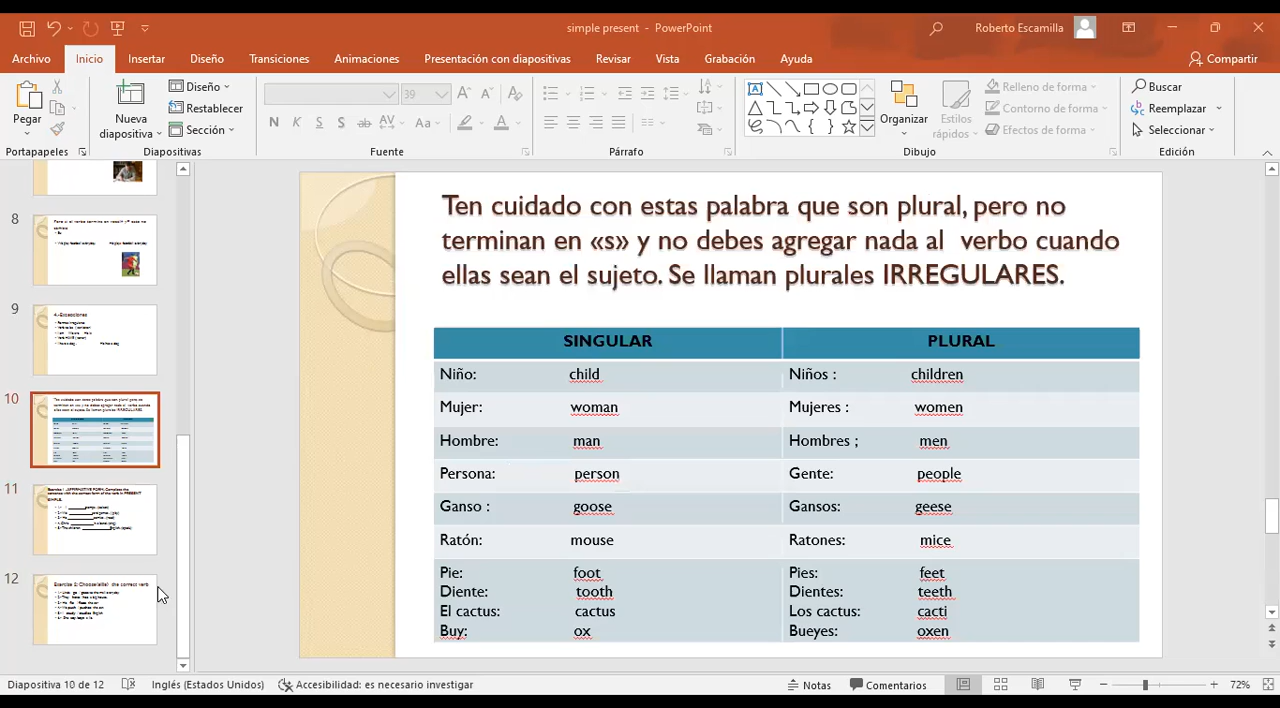 simple present - PowerPoint
Roberto Escamilla
Archivo Inicio Insertar Diseño Transiciones Animaciones Presentación con diapositivas Revisar Vista Grabación Ayuda Compartir
Pegar
Nueva diapositiva
Diseño
Restablecer
Sección
39
N K S S ab AV Aa A
Organizar
Estilos rápidos
Relleno de forma
Contorno de forma
Efectos de forma
Buscar
Reemplazar
Seleccionar
Portapapeles Diapositivas Fuente Párrafo Dibujo Edición
8
9
4.-Excepciones
10
11
12
Ten cuidado con estas palabra que son plural, pero no
terminan en «s» y no debes agregar nada al verbo cuando
ellas sean el sujeto. Se llaman plurales IRREGULARES.
SINGULAR PLURAL
Niño: child Niños : children
Mujer: woman Mujeres : women
Hombre: man Hombres ; men
Persona: person Gente: people
Ganso : goose Gansos: geese
Ratón: mouse Ratones: mice
Pie: foot Pies: feet
Diente: tooth Dientes: teeth
El cactus: cactus Los cactus: cacti
Buy: ox Bueyes: oxen
Diapositiva 10 de 12 Inglés (Estados Unidos) Accesibilidad: es necesario investigar Notas Comentarios 72%